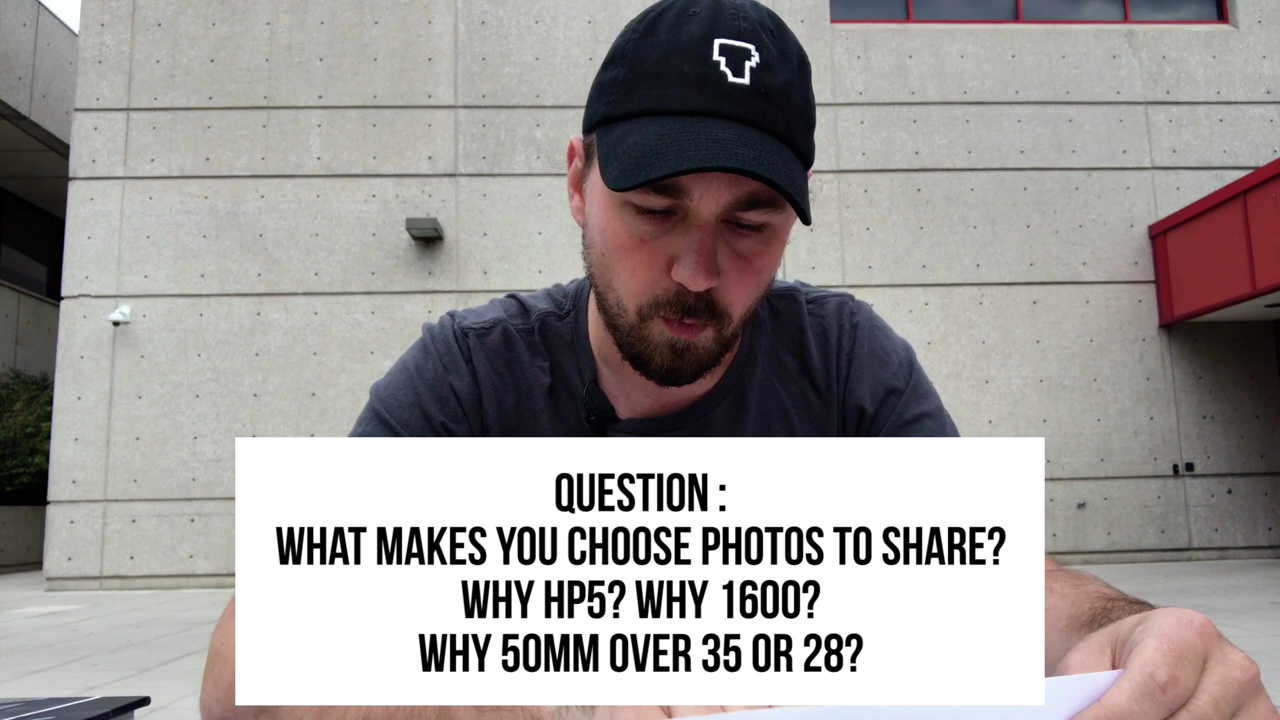 QUESTION :
WHAT MAKES YOU CHOOSE PHOTOS TO SHARE?
WHY HP5? WHY 1600?
WHY 50MM OVER 35 OR 28?